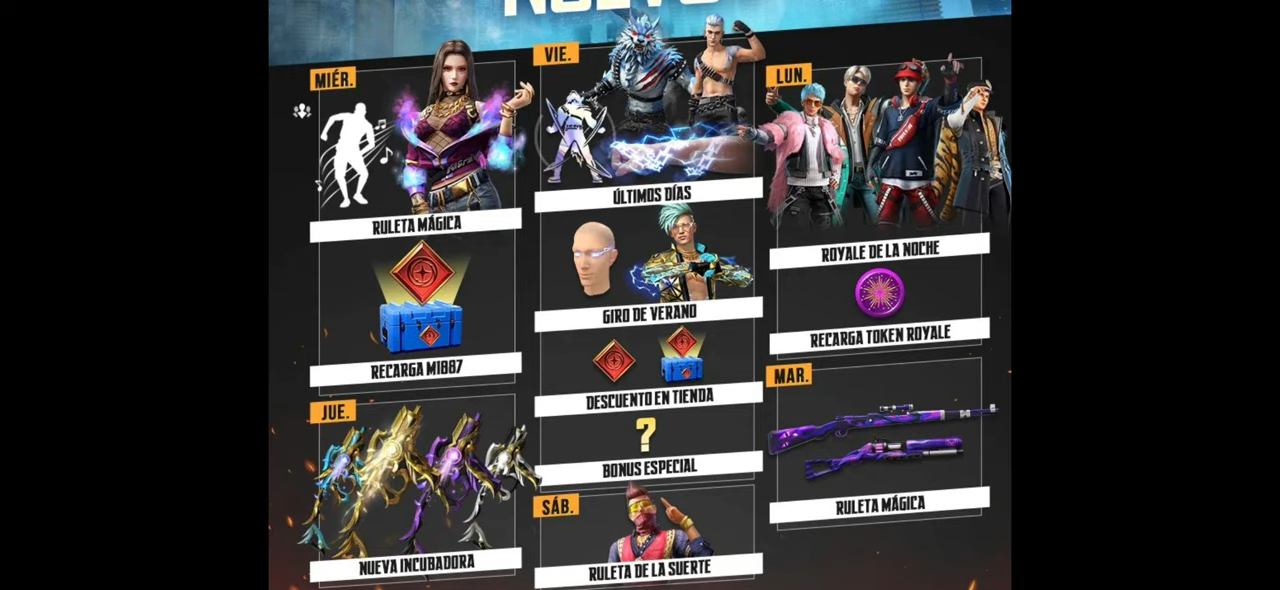 NUEVO
MIÉR.
RULETA MÁGICA
RECARGA M1887
JUE.
NUEVA INCUBADORA
VIE.
ÚLTIMOS DÍAS
GIRO DE VERANO
DESCUENTO EN TIENDA
?
BONUS ESPECIAL
SÁB.
RULETA DE LA SUERTE
LUN.
ROYALE DE LA NOCHE
RECARGA TOKEN ROYALE
MAR.
RULETA MÁGICA